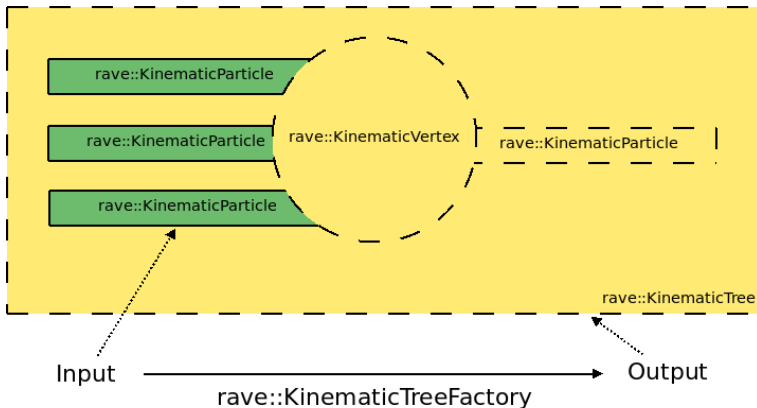 rave::KinematicParticle
rave::KinematicParticle
rave::KinematicVertex
rave::KinematicParticle
rave::KinematicParticle
rave::KinematicTree
Input
Output
rave::KinematicTreeFactory